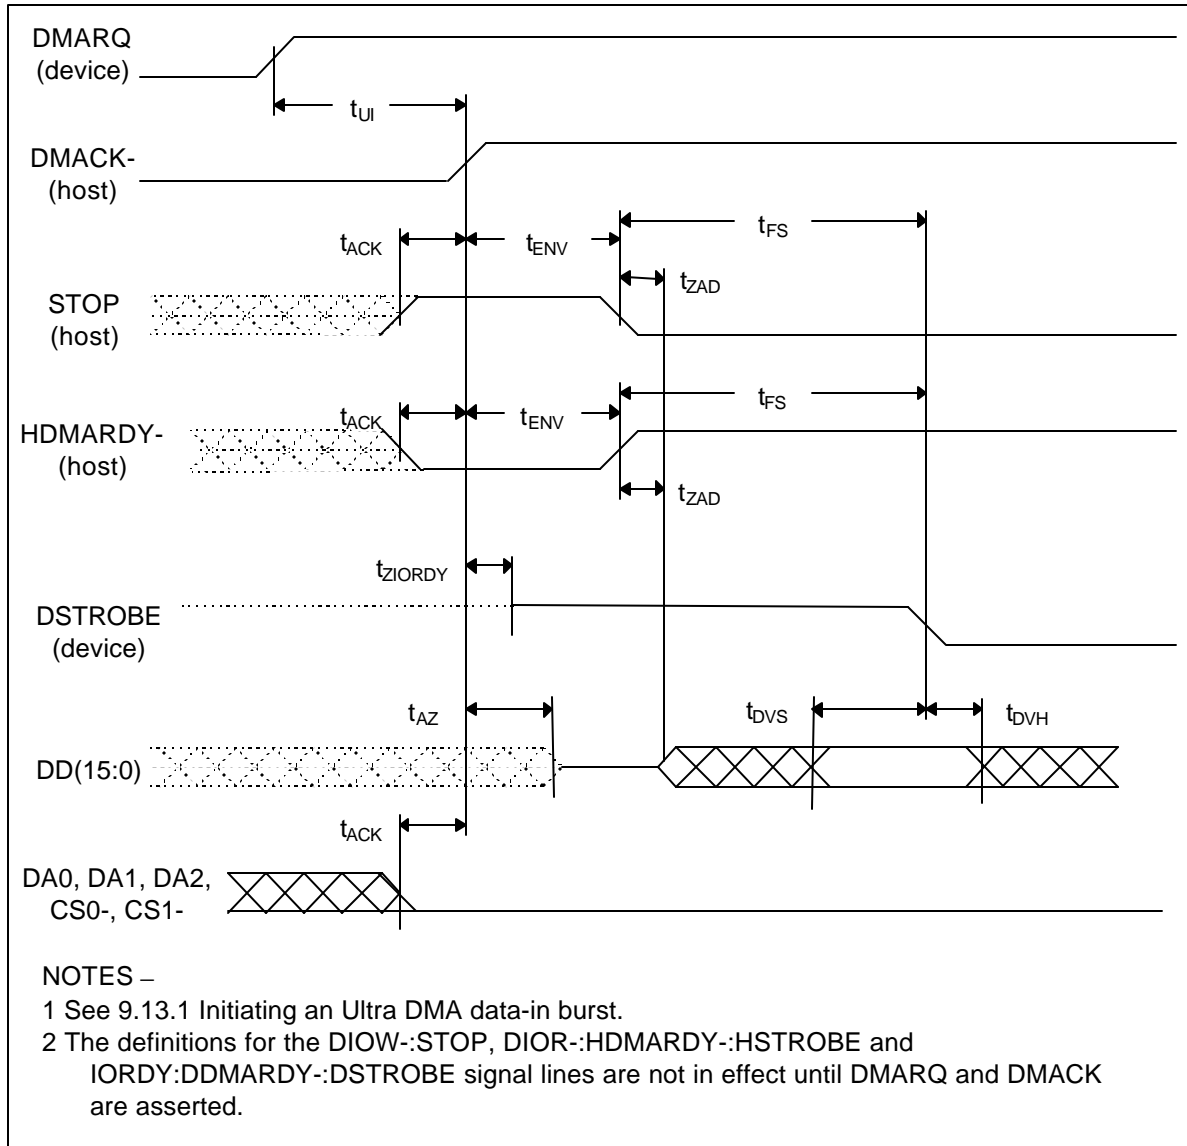 DMARQ
(device)
tUI
DMACK-
(host)
tFS
tACK
tENV
tZAD
STOP
(host)
tFS
tACK
tENV
HDMARDY-
(host)
tZAD
tZIORDY
DSTROBE
(device)
tAZ
tDVS
tDVH
DD(15:0)
tACK
DA0, DA1, DA2,
CS0-, CS1-
NOTES –
1 See 9.13.1 Initiating an Ultra DMA data-in burst.
2 The definitions for the DIOW-:STOP, DIOR-:HDMARDY-:HSTROBE and
IORDY:DDMARDY-:DSTROBE signal lines are not in effect until DMARQ and DMACK
are asserted.